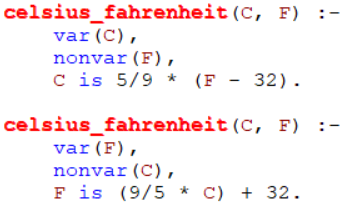 celsius_fahrenheit(C, F) :-
    var(C),
    nonvar(F),
    C is 5/9 * (F - 32).

celsius_fahrenheit(C, F) :-
    var(F),
    nonvar(C),
    F is (9/5 * C) + 32.